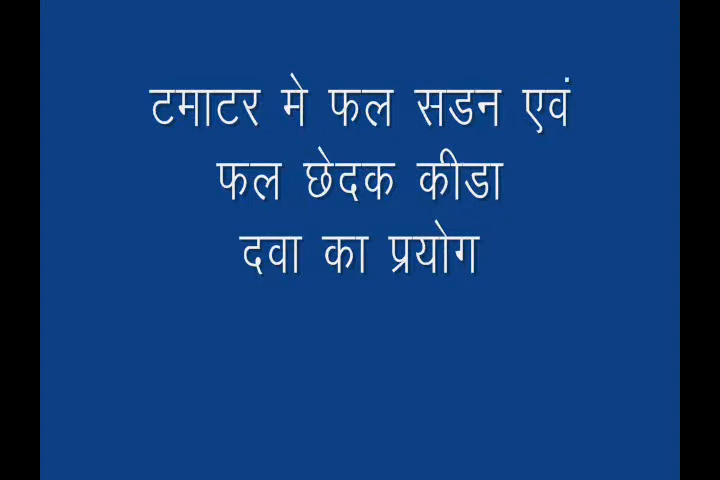 टमाटर मे फल सडन एवं
फल छेदक कीडा
दवा का प्रयोग